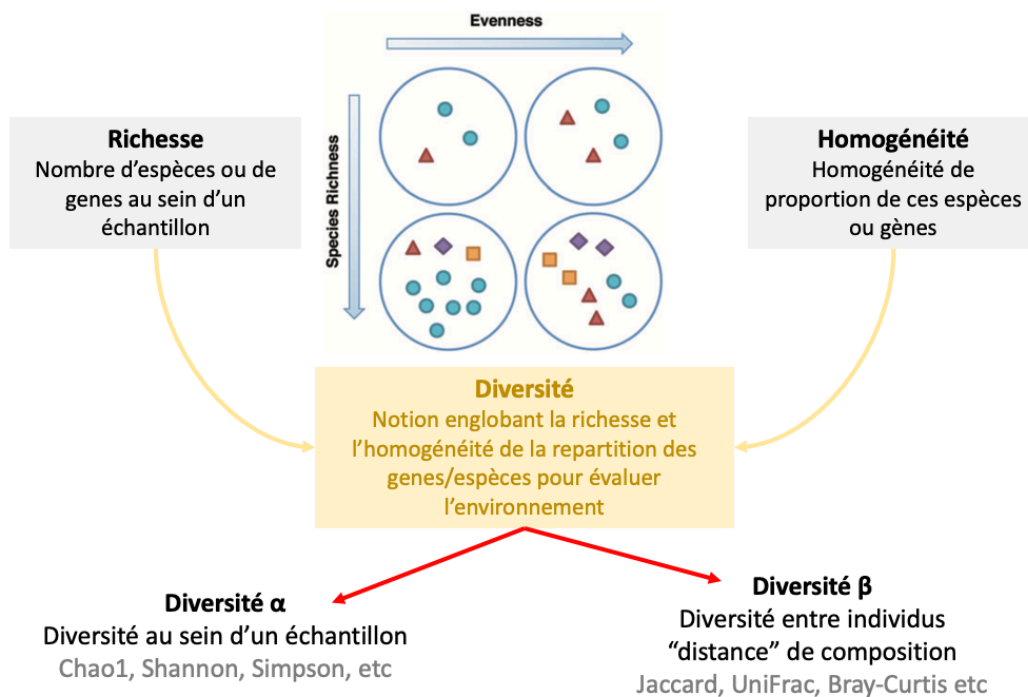 Evenness
Species Richness
Richesse
Nombre d'espèces ou de
genes au sein d'un
échantillon
Homogénéité
Homogénéité de
proportion de ces espèces
ou gènes
Diversité
Notion englobant la richesse et
l'homogénéité de la repartition des
genes/espèces pour évaluer
l'environnement
Diversité α
Diversité au sein d'un échantillon
Chao1, Shannon, Simpson, etc
Diversité β
Diversité entre individus
“distance” de composition
Jaccard, UniFrac, Bray-Curtis etc